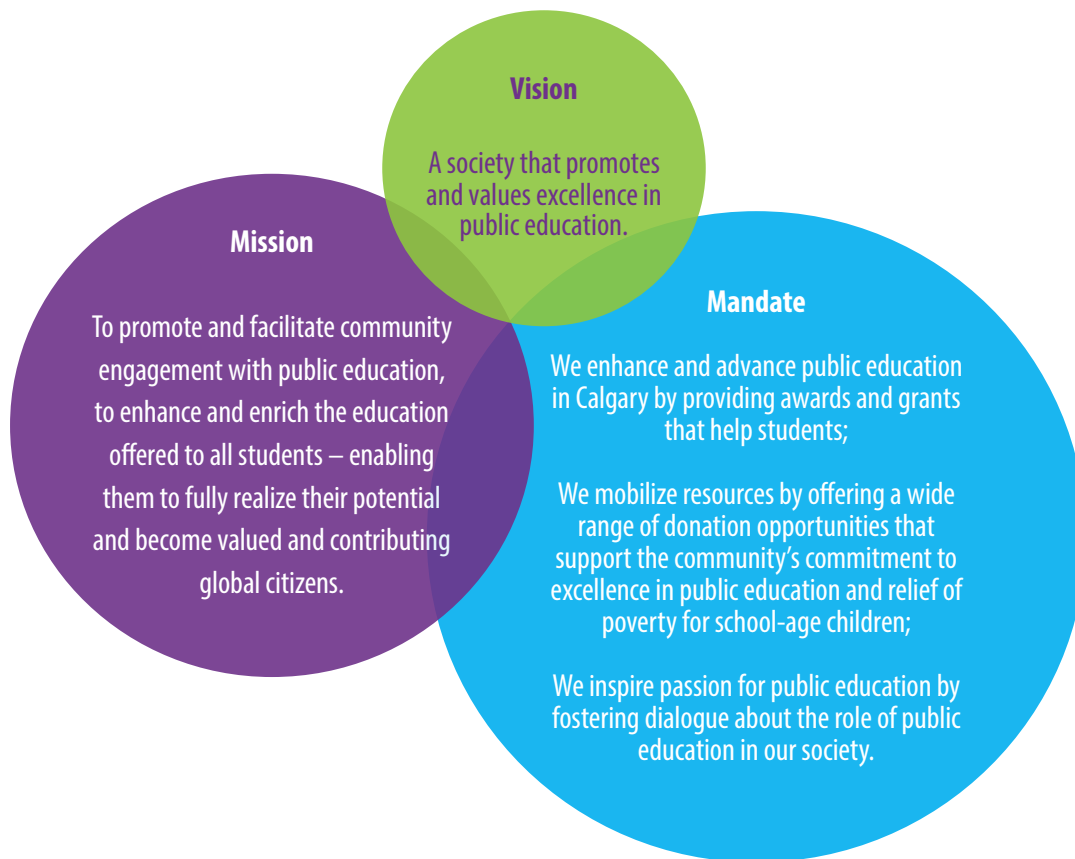 Vision
A society that promotes
and values excellence in
public education.
Mission
To promote and facilitate community
engagement with public education,
to enhance and enrich the education
offered to all students – enabling
them to fully realize their potential
and become valued and contributing
global citizens.
Mandate
We enhance and advance public education
in Calgary by providing awards and grants
that help students;
We mobilize resources by offering a wide
range of donation opportunities that
support the community’s commitment to
excellence in public education and relief of
poverty for school-age children;
We inspire passion for public education by
fostering dialogue about the role of public
education in our society.